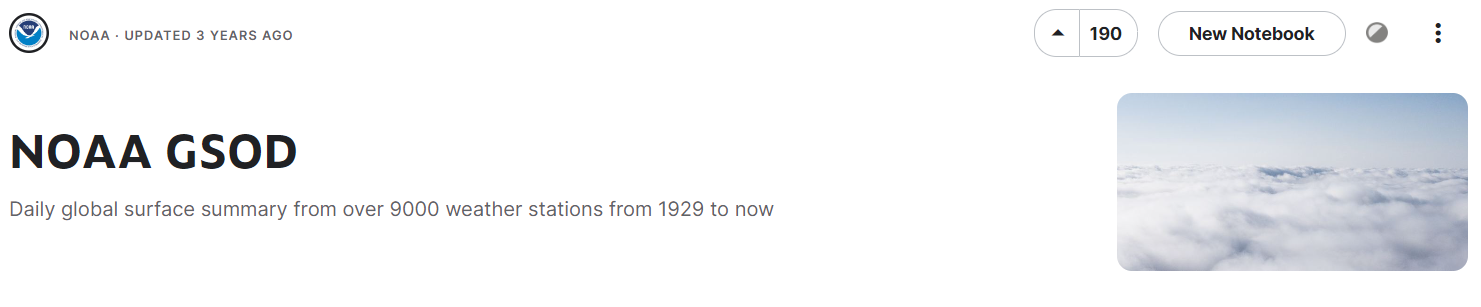 NOAA · UPDATED 3 YEARS AGO
190
New Notebook
NOAA GSOD
Daily global surface summary from over 9000 weather stations from 1929 to now